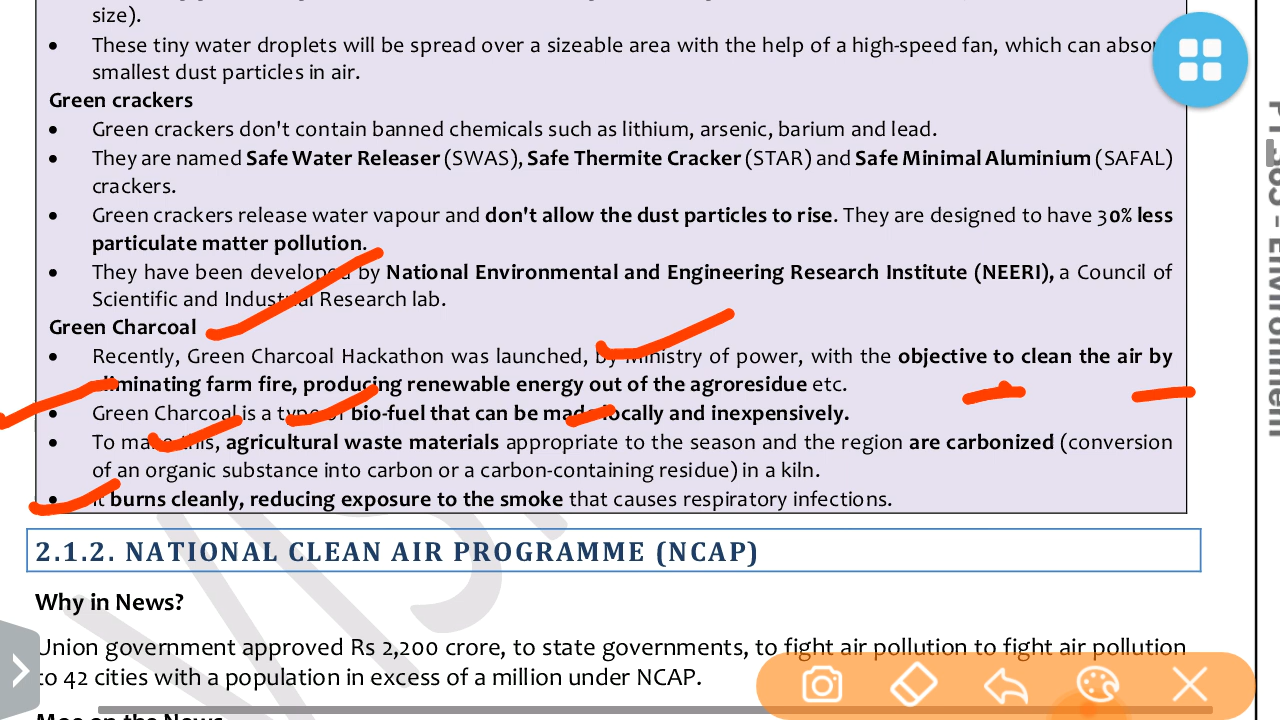 size).
• These tiny water droplets will be spread over a sizeable area with the help of a high-speed fan, which can
smallest dust particles in air.
Green crackers
• Green crackers don't contain banned chemicals such as lithium, arsenic, barium and lead.
• They are named Safe Water Releaser (SWAS), Safe Thermite Cracker (STAR) and Safe Minimal Aluminium (SAFAL)
crackers.
• Green crackers release water vapour and don't allow the dust particles to rise. They are designed to have 30% less
particulate matter pollution.
• They have been developed by National Environmental and Engineering Research Institute (NEERI), a Council of
Scientific and Industrial Research lab.
Green Charcoal
• Recently, Green Charcoal Hackathon was launched, by Ministry of power, with the objective to clean the air by
eliminating farm fire, producing renewable energy out of the agroresidue etc.
• Green Charcoal is a type of bio-fuel that can be made locally and inexpensively.
• To make this, agricultural waste materials appropriate to the season and the region are carbonized (conversion
of an organic substance into carbon or a carbon-containing residue) in a kiln.
• It burns cleanly, reducing exposure to the smoke that causes respiratory infections.
2.1.2. NATIONAL CLEAN AIR PROGRAMME (NCAP)
Why in News?
Union government approved Rs 2,200 crore, to state governments, to fight air pollution to fight air pollution
to 42 cities with a population in excess of a million under NCAP.